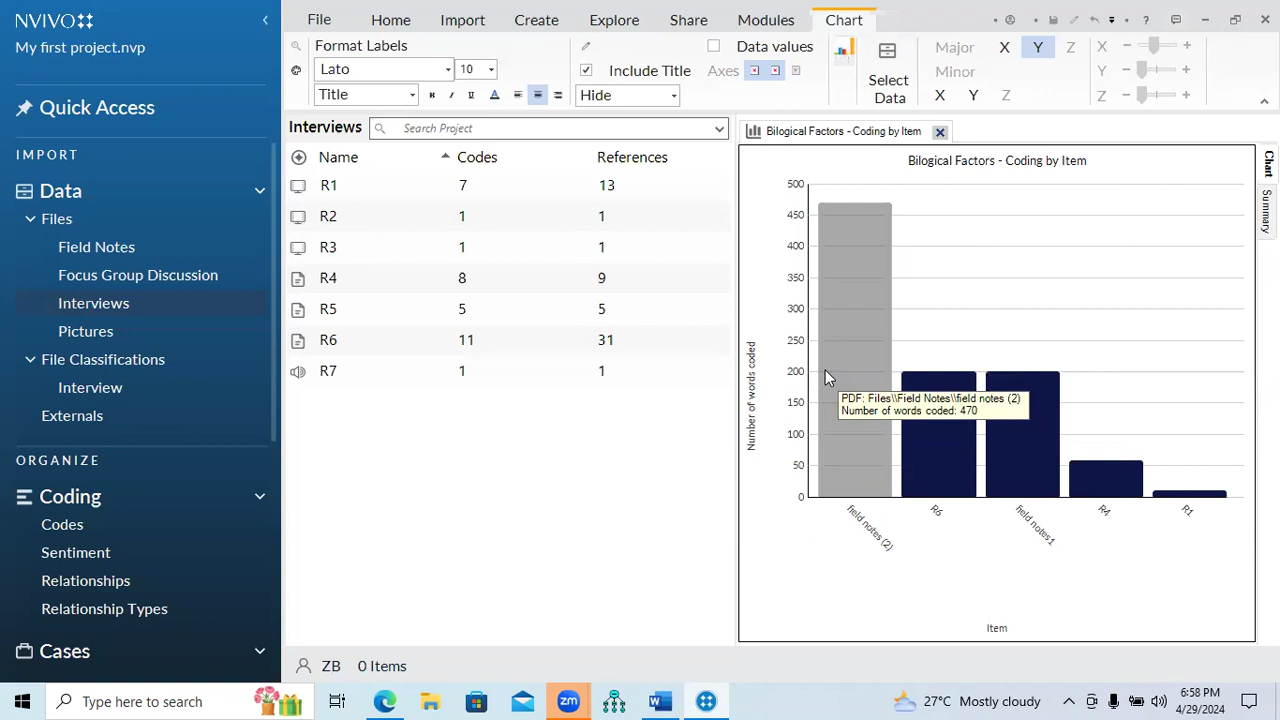 NVIVO
My first project.nvp
Quick Access
IMPORT
Data
Files
Field Notes
Focus Group Discussion
Interviews
Pictures
File Classifications
Interview
Externals
ORGANIZE
Coding
Codes
Sentiment
Relationships
Relationship Types
Cases
File Home Import Create Explore Share Modules Chart
Format Labels
Lato 10
Title B I U A
Data values
Include Title Axes
Hide
Select
Data
Major X Y Z
Minor X Y Z
X
Y
Z
Interviews Search Project
Name Codes References
R1 7 13
R2 1 1
R3 1 1
R4 8 9
R5 5 5
R6 11 31
R7 1 1
Bilogical Factors - Coding by Item
Bilogical Factors - Coding by Item
Number of words coded
500
450
400
350
300
250
200
150
100
50
0
PDF: Files\\Field Notes\\field notes (2)
Number of words coded: 470
field notes (2) R6 field notes1 R4 R1
Item
Chart
Summary
ZB 0 Items
Type here to search
zm
27°C Mostly cloudy
6:58 PM
4/29/2024